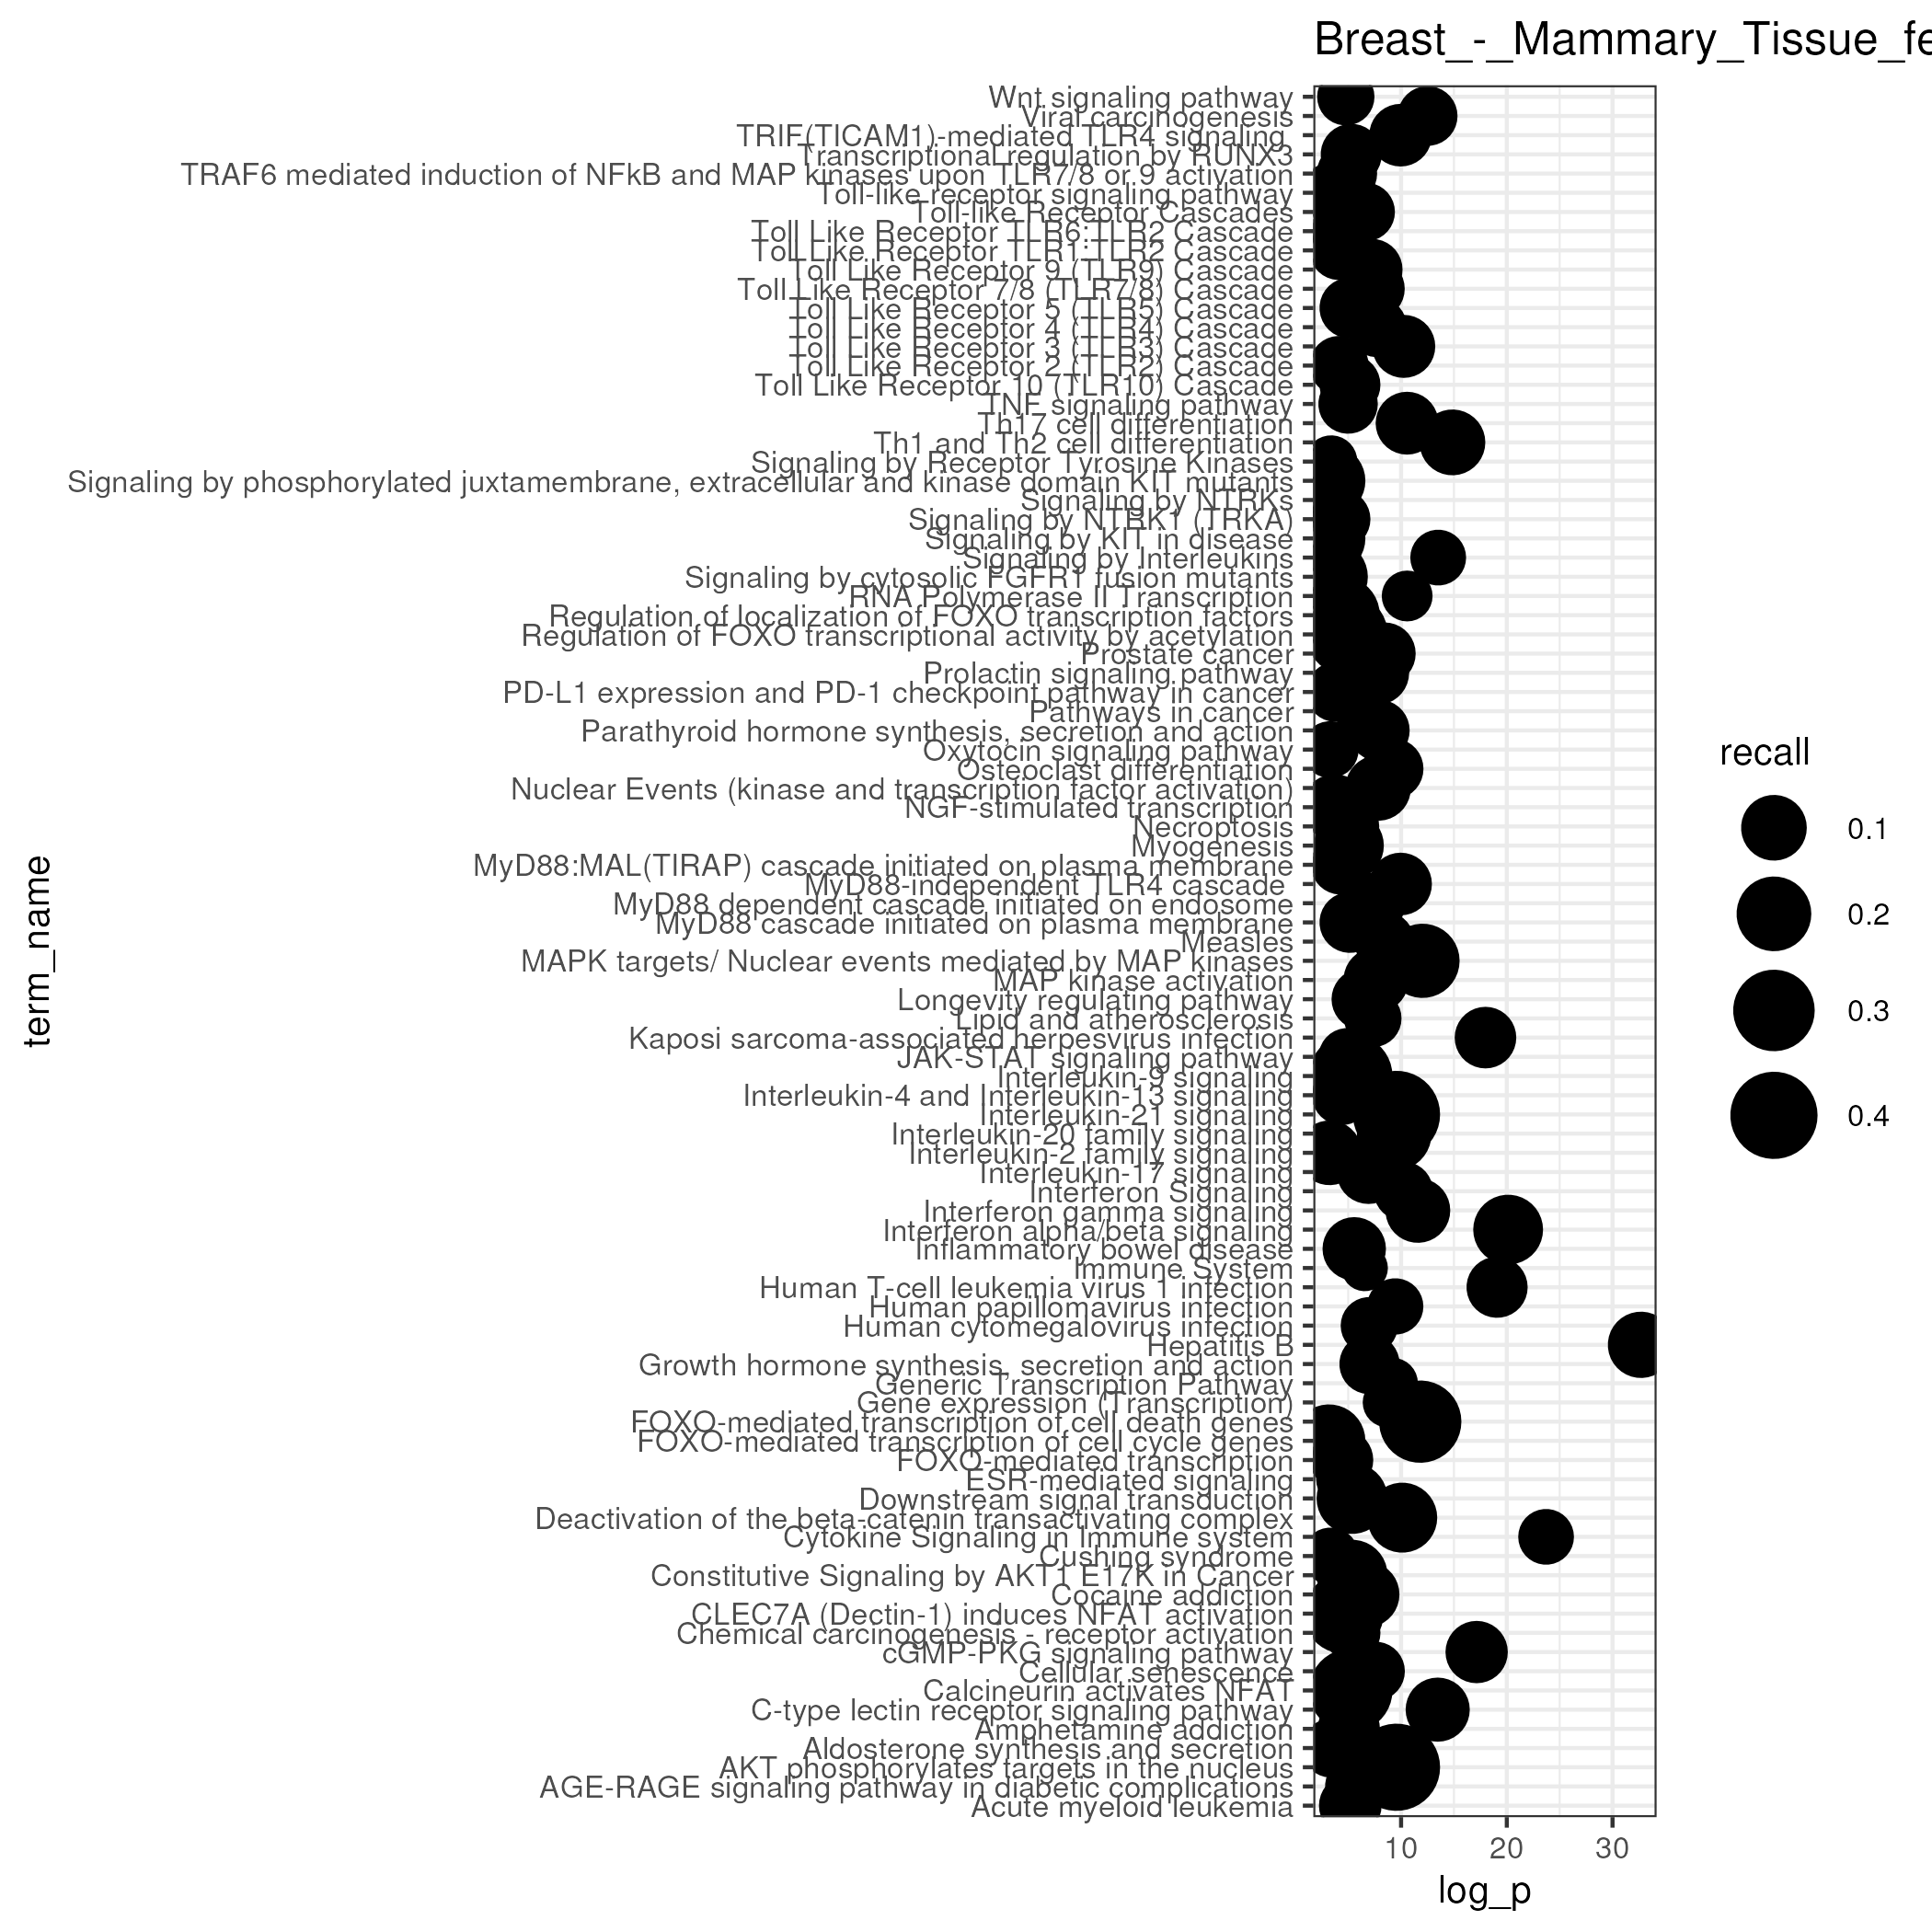 Breast_-_Mammary_Tissue_fe
Wnt signaling pathway
Viral carcinogenesis
TRIF(TICAM1)-mediated TLR4 signaling
Transcriptional regulation by RUNX3
TRAF6 mediated induction of NFkB and MAP kinases upon TLR7/8 or 9 activation
Toll-like receptor signaling pathway
Toll-like Receptor Cascades
Toll Like Receptor TLR6:TLR2 Cascade
Toll Like Receptor TLR1:TLR2 Cascade
Toll Like Receptor 9 (TLR9) Cascade
Toll Like Receptor 7/8 (TLR7/8) Cascade
Toll Like Receptor 5 (TLR5) Cascade
Toll Like Receptor 4 (TLR4) Cascade
Toll Like Receptor 3 (TLR3) Cascade
Toll Like Receptor 2 (TLR2) Cascade
Toll Like Receptor 10 (TLR10) Cascade
TNF signaling pathway
Th17 cell differentiation
Th1 and Th2 cell differentiation
Signaling by Receptor Tyrosine Kinases
Signaling by phosphorylated juxtamembrane, extracellular and kinase domain KIT mutants
Signaling by NTRKs
Signaling by NTRK1 (TRKA)
Signaling by KIT in disease
Signaling by Interleukins
Signaling by cytosolic FGFR1 fusion mutants
RNA Polymerase II Transcription
Regulation of localization of FOXO transcription factors
Regulation of FOXO transcriptional activity by acetylation
Prostate cancer
Prolactin signaling pathway
PD-L1 expression and PD-1 checkpoint pathway in cancer
Pathways in cancer
Parathyroid hormone synthesis, secretion and action
Oxytocin signaling pathway
Osteoclast differentiation
Nuclear Events (kinase and transcription factor activation)
NGF-stimulated transcription
Necroptosis
Myogenesis
MyD88:MAL(TIRAP) cascade initiated on plasma membrane
MyD88-independent TLR4 cascade
MyD88 dependent cascade initiated on endosome
MyD88 cascade initiated on plasma membrane
Measles
MAPK targets/ Nuclear events mediated by MAP kinases
MAP kinase activation
Longevity regulating pathway
Lipid and atherosclerosis
Kaposi sarcoma-associated herpesvirus infection
JAK-STAT signaling pathway
Interleukin-9 signaling
Interleukin-4 and Interleukin-13 signaling
Interleukin-21 signaling
Interleukin-20 family signaling
Interleukin-2 family signaling
Interleukin-17 signaling
Interferon Signaling
Interferon gamma signaling
Interferon alpha/beta signaling
Inflammatory bowel disease
Immune System
Human T-cell leukemia virus 1 infection
Human papillomavirus infection
Human cytomegalovirus infection
Hepatitis B
Growth hormone synthesis, secretion and action
Generic Transcription Pathway
Gene expression (Transcription)
FOXO-mediated transcription of cell death genes
FOXO-mediated transcription of cell cycle genes
FOXO-mediated transcription
ESR-mediated signaling
Downstream signal transduction
Deactivation of the beta-catenin transactivating complex
Cytokine Signaling in Immune system
Cushing syndrome
Constitutive Signaling by AKT1 E17K in Cancer
Cocaine addiction
CLEC7A (Dectin-1) induces NFAT activation
Chemical carcinogenesis - receptor activation
cGMP-PKG signaling pathway
Cellular senescence
Calcineurin activates NFAT
C-type lectin receptor signaling pathway
Amphetamine addiction
Aldosterone synthesis and secretion
AKT phosphorylates targets in the nucleus
AGE-RAGE signaling pathway in diabetic complications
Acute myeloid leukemia
10 20 30
log_p
term_name
recall
0.1
0.2
0.3
0.4